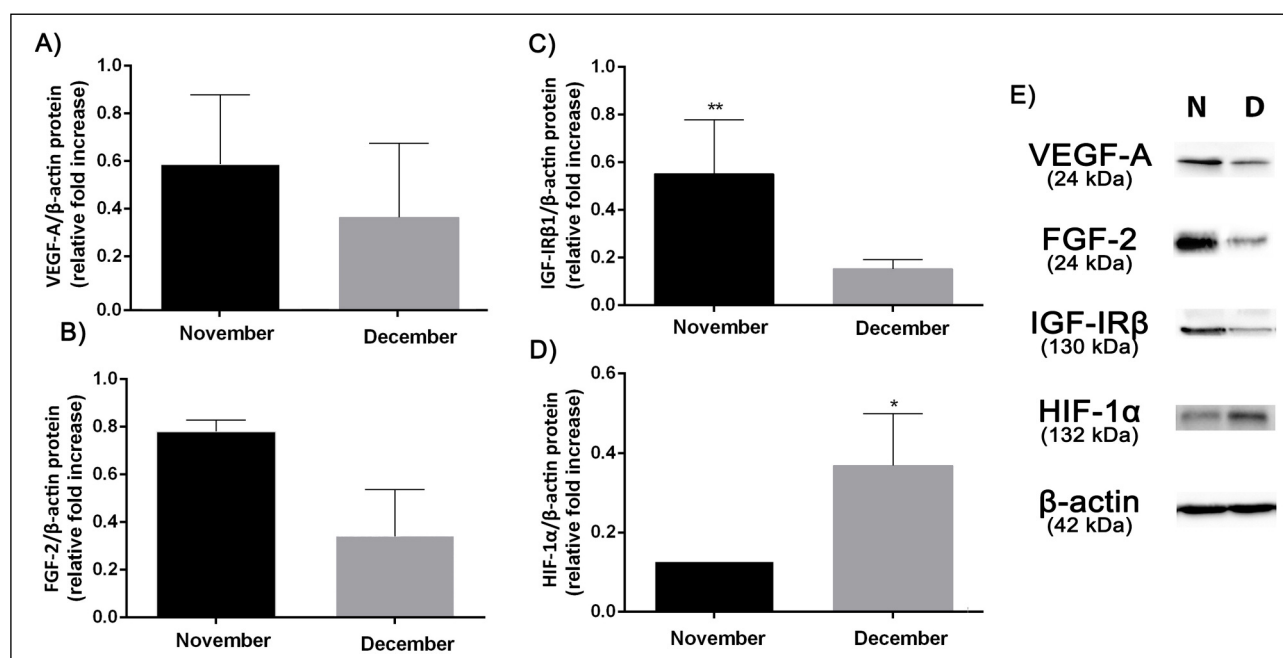 A)
VEGF-A/β-actin protein
(relative fold increase)
1.0
0.8
0.6
0.4
0.2
0.0
November
December
B)
FGF-2/β-actin protein
(relative fold increase)
1.0
0.8
0.6
0.4
0.2
0.0
November
December
C)
IGF-IRβ1/β-actin protein
(relative fold increase)
1.0
0.8
0.6
0.4
0.2
0.0
**
November
December
D)
HIF-1α/β-actin protein
(relative fold increase)
0.6
0.4
0.2
0.0
*
November
December
E)
N D
VEGF-A
(24 kDa)
FGF-2
(24 kDa)
IGF-IRβ
(130 kDa)
HIF-1α
(132 kDa)
β-actin
(42 kDa)